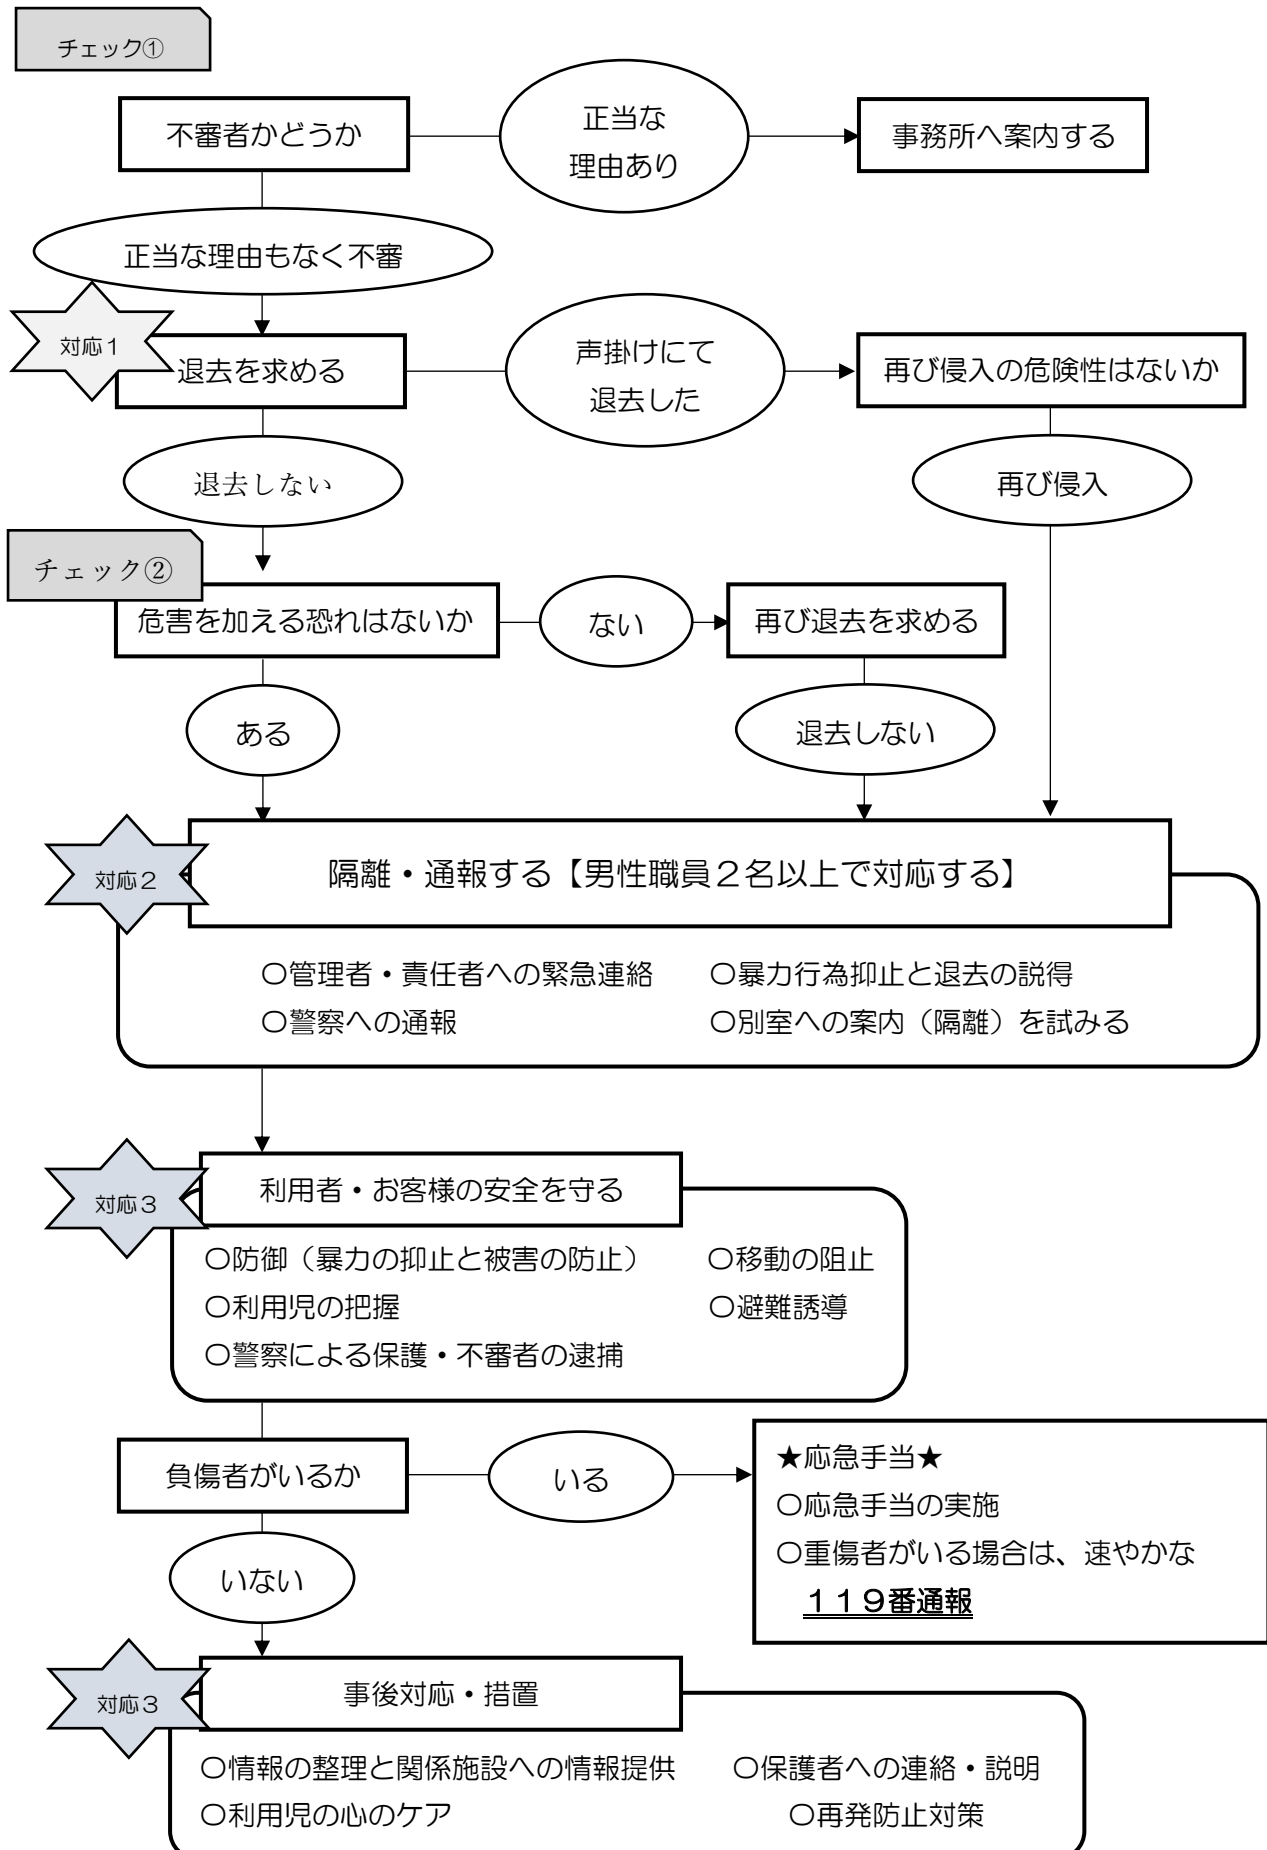 チェック①
不審者かどうか
正当な
理由あり
事務所へ案内する
正当な理由もなく不審
対応1
退去を求める
声掛けにて
退去した
再び侵入の危険性はないか
退去しない
再び侵入
チェック②
危害を加える恐れはないか
ない
再び退去を求める
ある
退去しない
対応2
隔離・通報する【男性職員２名以上で対応する】
〇管理者・責任者への緊急連絡
〇暴力行為抑止と退去の説得
〇警察への通報
〇別室への案内（隔離）を試みる
対応3
利用者・お客様の安全を守る
〇防御（暴力の抑止と被害の防止）
〇移動の阻止
〇利用児の把握
〇避難誘導
〇警察による保護・不審者の逮捕
負傷者がいるか
いる
★応急手当★
〇応急手当の実施
〇重傷者がいる場合は、速やかな
１１９番通報
いない
対応3
事後対応・措置
〇情報の整理と関係施設への情報提供
〇保護者への連絡・説明
〇利用児の心のケア
〇再発防止対策